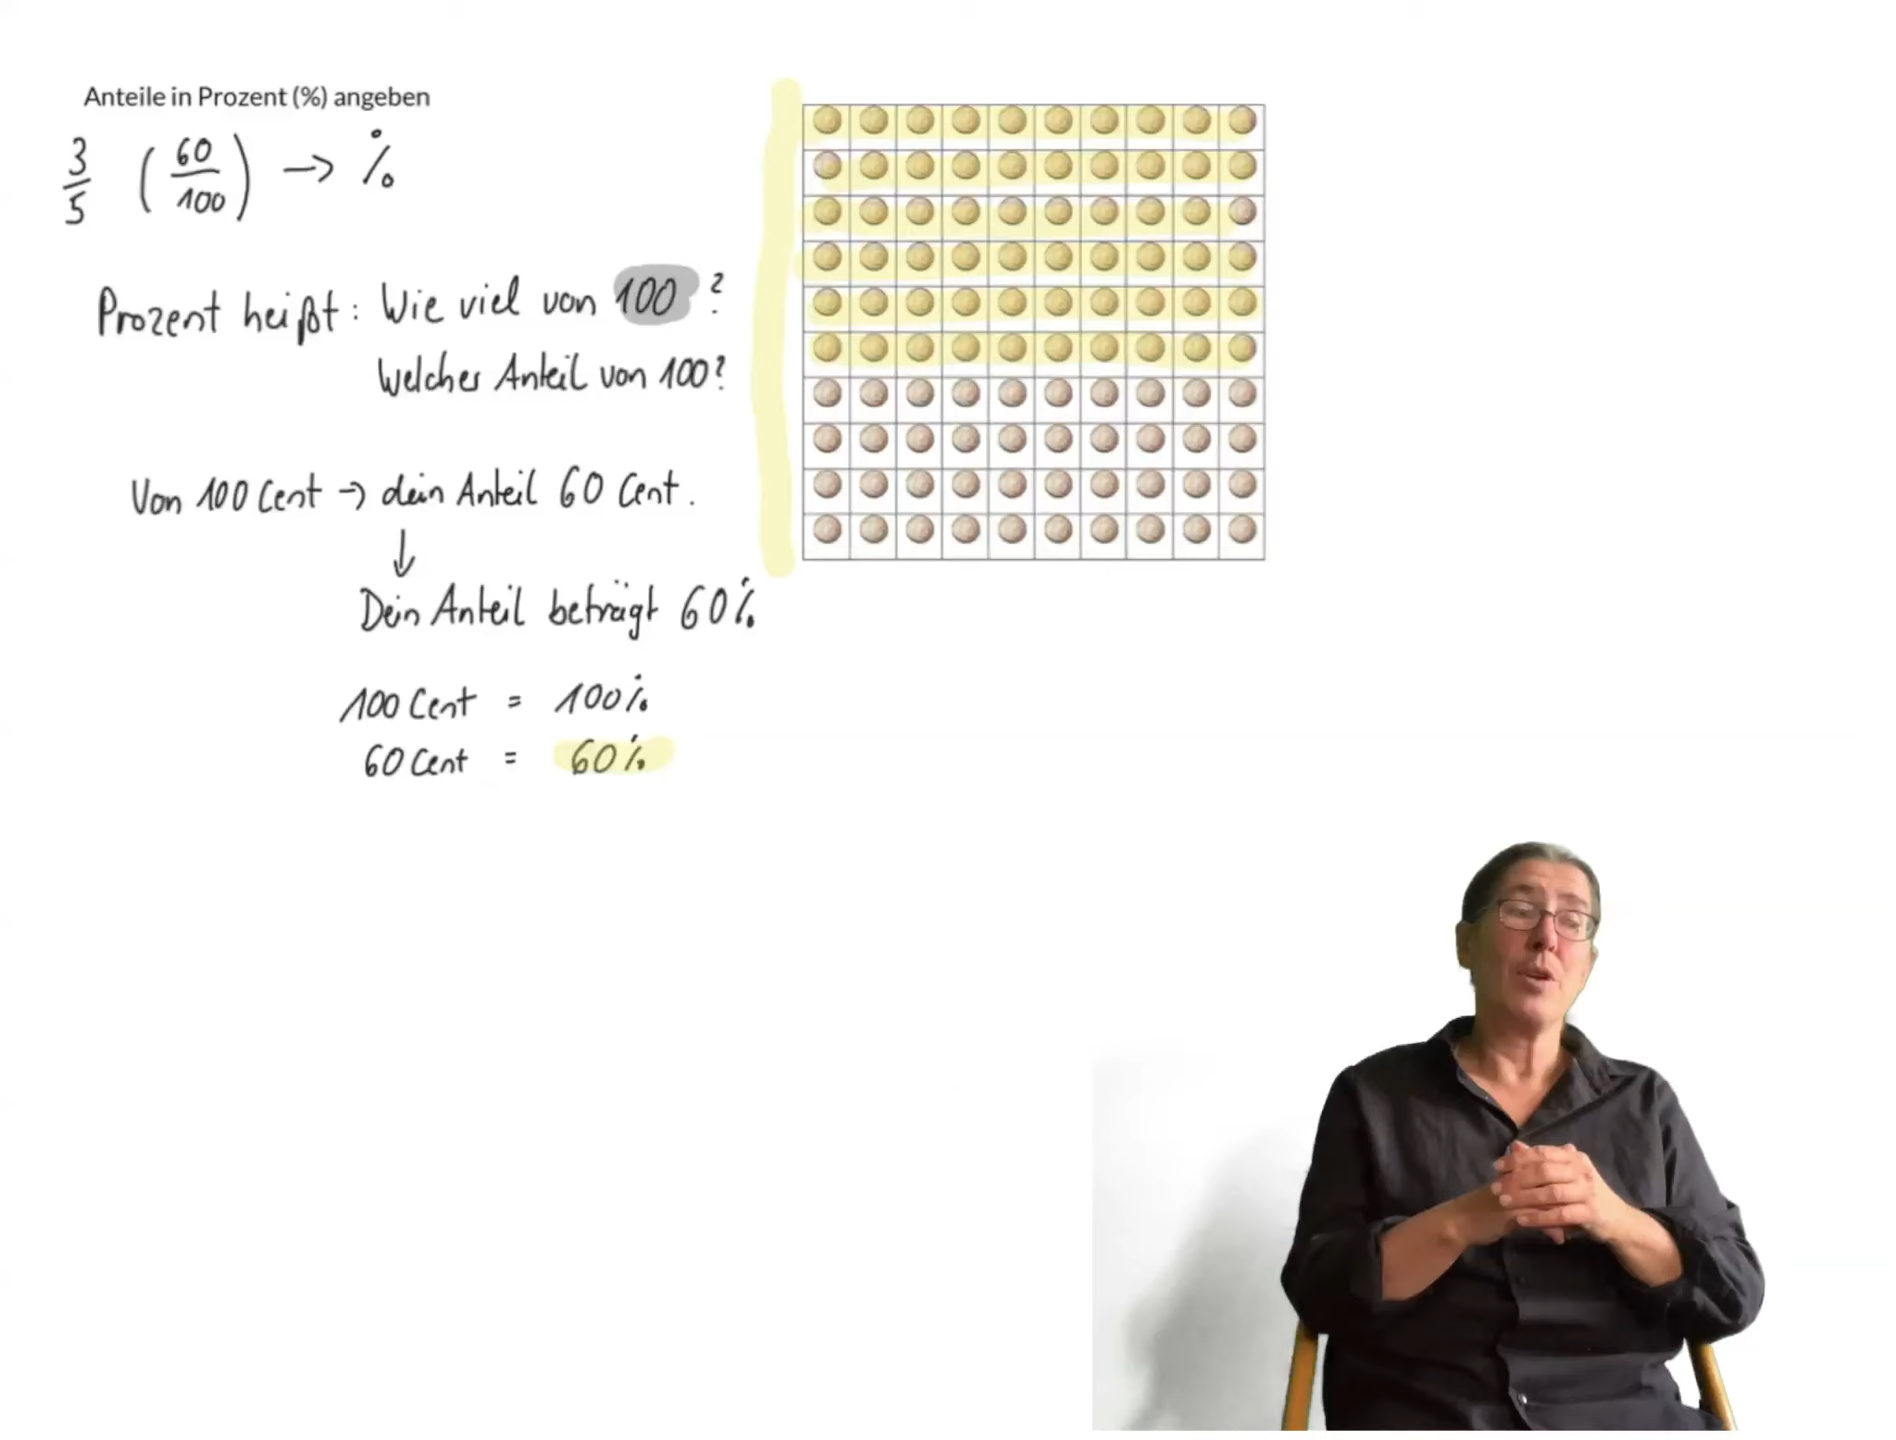 Anteile in Prozent (%) angeben
3/5 (60/100) → %
Prozent heißt: Wie viel von 100?
Welcher Anteil von 100?
Von 100 Cent → dein Anteil 60 Cent.
↓
Dein Anteil beträgt 60%
100 Cent = 100%
60 Cent = 60%